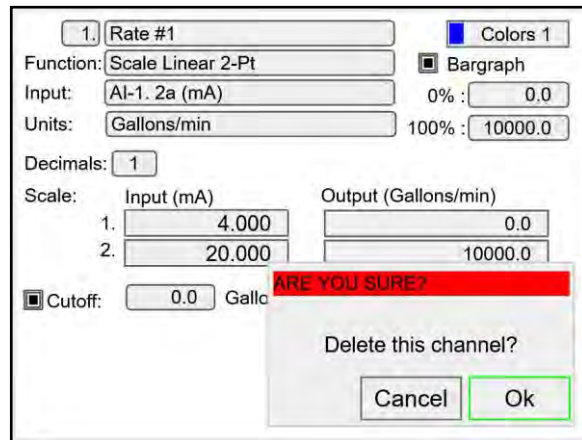 1. Rate #1 Colors 1
Function: Scale Linear 2-Pt Bargraph
Input: AI-1. 2a (mA) 0% : 0.0
Units: Gallons/min 100% : 10000.0
Decimals: 1
Scale: Input (mA) Output (Gallons/min)
1. 4.000 0.0
2. 20.000 10000.0
ARE YOU SURE?
Cutoff: 0.0
Delete this channel?
Cancel Ok